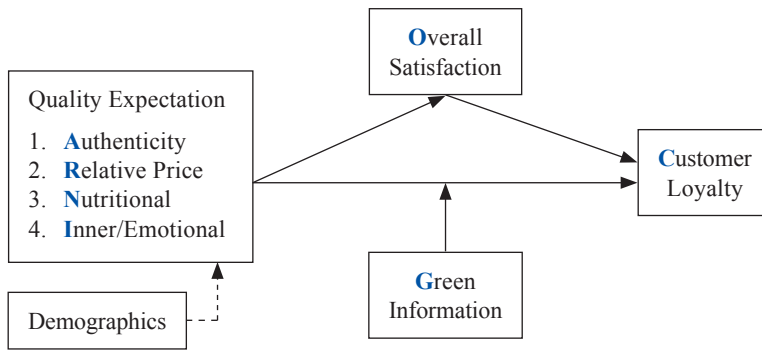 Overall
Satisfaction
Quality Expectation
1. Authenticity
2. Relative Price
3. Nutritional
4. Inner/Emotional
Customer
Loyalty
Green
Information
Demographics